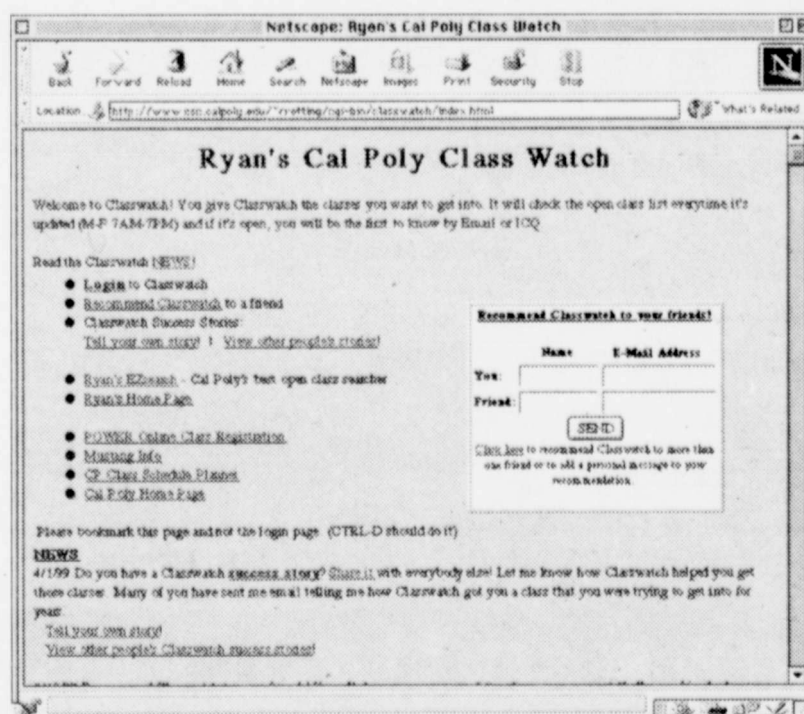 Netscape: Ryan's Cal Poly Class Watch
Back Forward Reload Home Search Netscape Images Print Security Stop
Location: What's Related
Ryan's Cal Poly Class Watch
Welcome to Classwatch! You give Classwatch the classes you want to get into. It will check the open class list everytime it's
updated (M-F 7AM-7PM) and if it's open, you will be the first to know by Email or ICQ
Read the Classwatch NEWS!
Login to Classwatch
Recommend Classwatch to a friend
Classwatch Success Stories:
Tell your own story! | View other people's stories!
Ryan's EZsearch - Cal Poly's best open class searcher
Ryan's Home Page
POWER Online Class Registration
Mustang Info
CP Class Schedule Planner
Cal Poly Home Page
Recommend Classwatch to your friends!
Name E-Mail Address
You:
Friend:
SEND
Click here to recommend Classwatch to more than
one friend or to add a personal message to your
recommendation.
Please bookmark this page and not the login page. (CTRL-D should do it)
NEWS
4/1/99 Do you have a Classwatch success story? Share it with everybody else! Let me know how Classwatch helped you get
those classes. Many of you have sent me email telling me how Classwatch got you a class that you were trying to get into for
years.
Tell your own story!
View other people's Classwatch success stories!